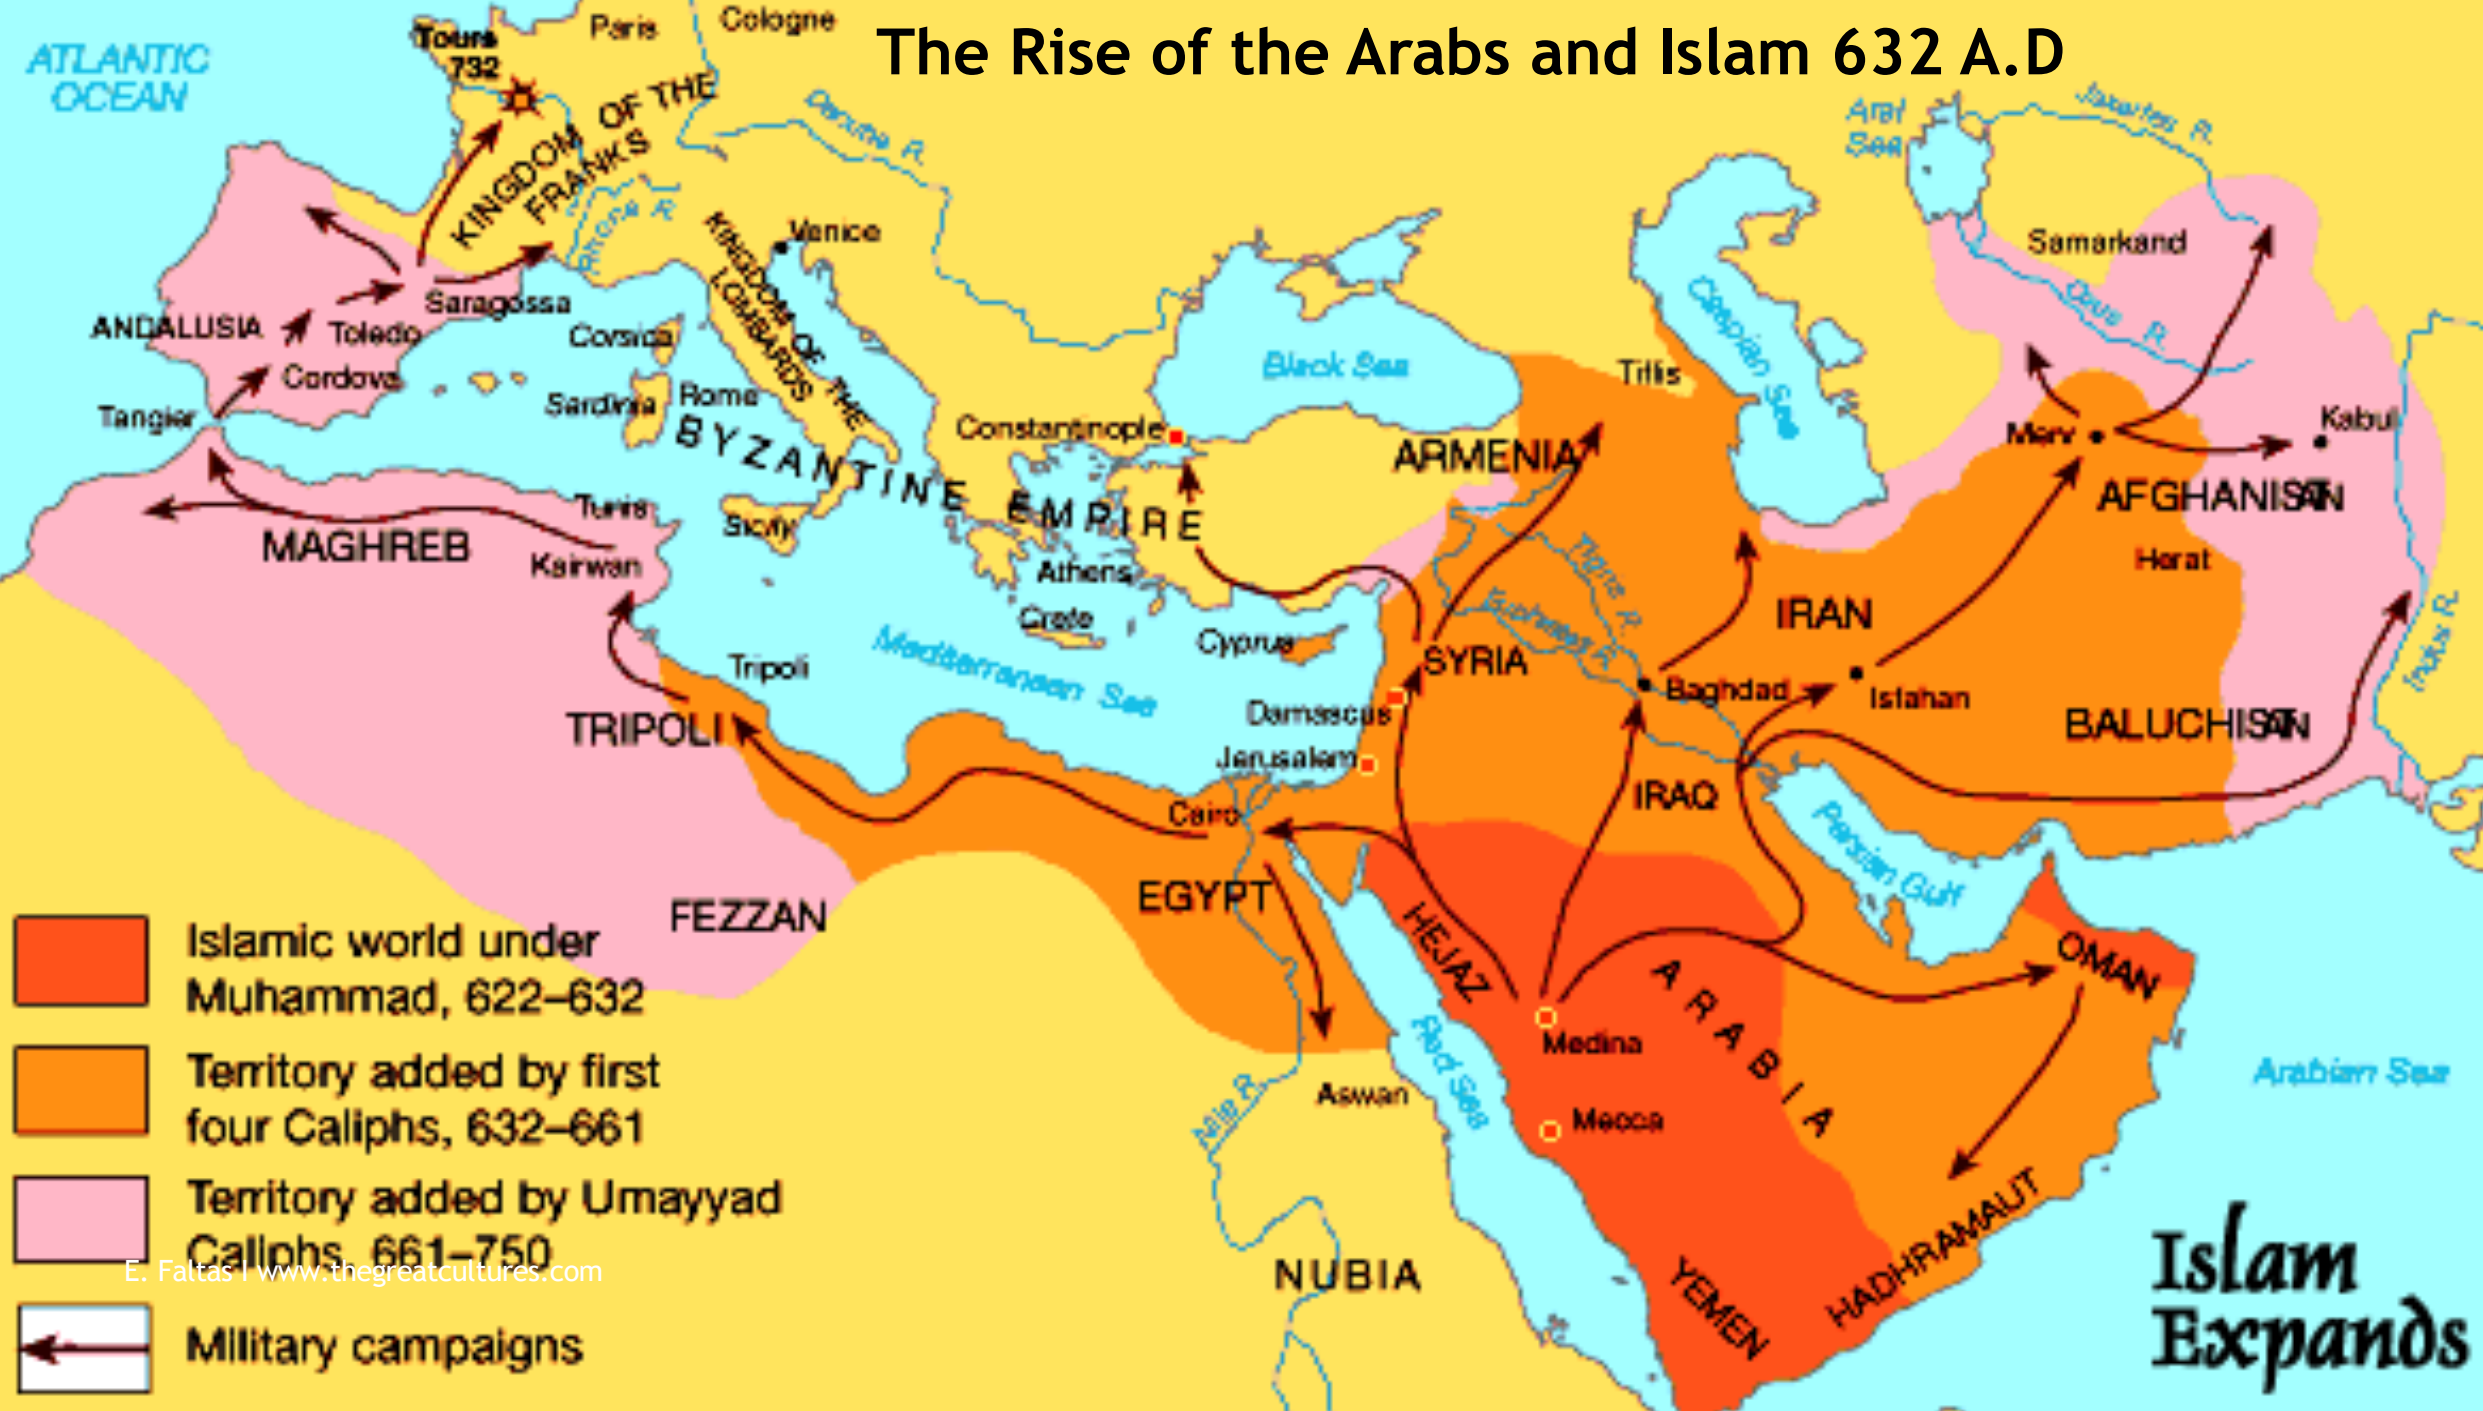 The Rise of the Arabs and Islam 632 A.D
ATLANTIC
OCEAN
Tours
732
Paris
Cologne
KINGDOM OF THE
FRANKS
Rhone R.
Danube R.
Venice
KINGDOM OF THE
LOMBARDS
Aral
Sea
Jaxartes R.
Samarkand
Oxus R.
Caspian Sea
Black Sea
Tiflis
ANDALUSIA
Saragossa
Toledo
Cordova
Tangier
Corsica
Sardinia
Rome
Constantinople
BYZANTINE EMPIRE
ARMENIA
Merv
Kabul
AFGHANISTAN
Herat
MAGHREB
Tunis
Kairwan
Sicily
Athens
Crete
Cyprus
Mediterranean Sea
Tigris R.
Euphrates R.
IRAN
SYRIA
Baghdad
Isfahan
Indus R.
BALUCHISTAN
Tripoli
TRIPOLI
Damascus
Jerusalem
IRAQ
Cairo
Persian Gulf
EGYPT
FEZZAN
HEJAZ
ARABIA
OMAN
Medina
Red Sea
Mecca
Aswan
Nile R.
Arabian Sea
NUBIA
YEMEN
HADHRAMAUT
Islamic world under
Muhammad, 622–632
Territory added by first
four Caliphs, 632–661
Territory added by Umayyad
Caliphs, 661–750
E. Faltas | www.thegreatcultures.com
Military campaigns
Islam
Expands